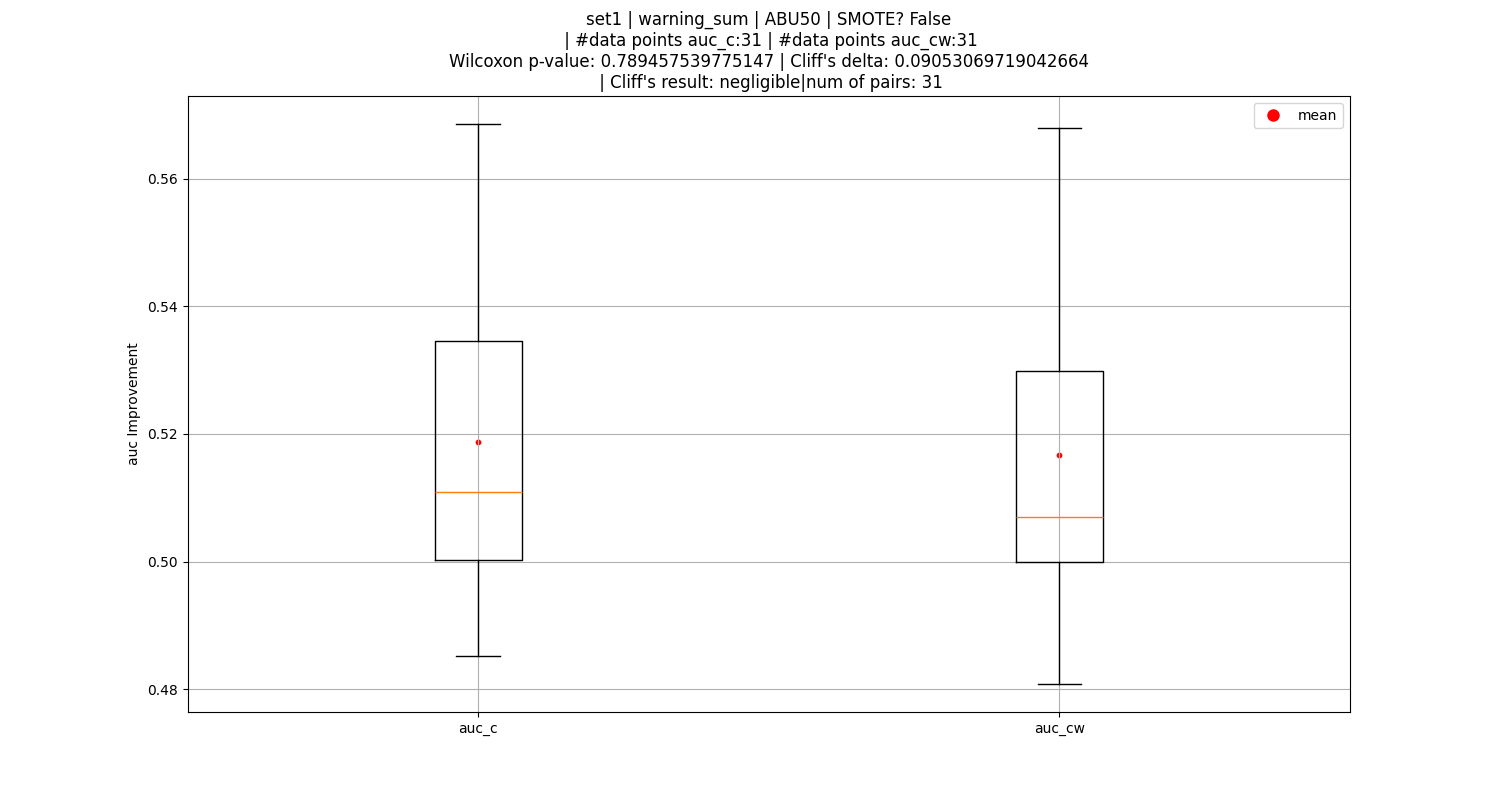 set1 | warning_sum | ABU50 | SMOTE? False
| #data points auc_c:31 | #data points auc_cw:31
Wilcoxon p-value: 0.789457539775147 | Cliff's delta: 0.09053069719042664
| Cliff's result: negligible|num of pairs: 31
mean
0.56
0.54
0.52
0.50
0.48
auc Improvement
auc_c
auc_cw